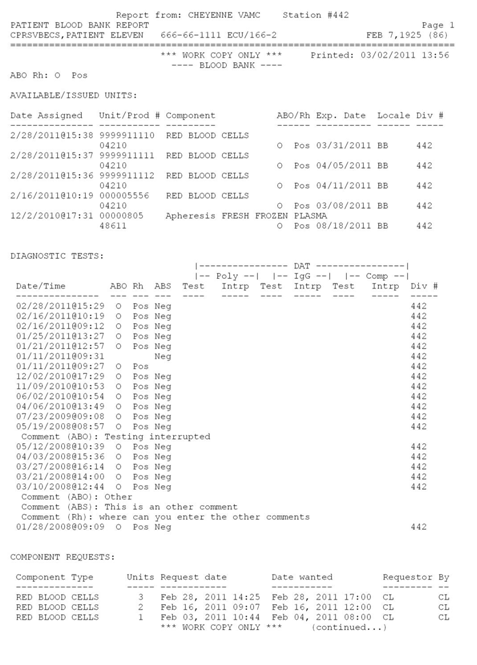 Report from: CHEYENNE VAMC    Station #442
PATIENT BLOOD BANK REPORT    Page 1
CPRSVBECS,PATIENT ELEVEN   666-66-1111 ECU/166-2    FEB 7,1925 (86)
================================================================================
*** WORK COPY ONLY ***    Printed: 03/02/2011 13:56
---- BLOOD BANK ----
ABO Rh: O  Pos
AVAILABLE/ISSUED UNITS:
Date Assigned   Unit/Prod #  Component    ABO/Rh Exp. Date  Locale Div #
--------------- ------------ ---------    ------ ---------- ------ -----
2/28/2011@15:38 9999911110  RED BLOOD CELLS
04210    O  Pos 03/31/2011 BB    442
2/28/2011@15:37 9999911111  RED BLOOD CELLS
04210    O  Pos 04/05/2011 BB    442
2/28/2011@15:36 9999911112  RED BLOOD CELLS
04210    O  Pos 04/11/2011 BB    442
2/16/2011@10:19 000005556   RED BLOOD CELLS
04210    O  Pos 03/08/2011 BB    442
12/2/2010@17:31 00000805    Apheresis FRESH FROZEN PLASMA
48611    O  Pos 08/18/2011 BB    442
DIAGNOSTIC TESTS:
|--------------- DAT ---------------|
|-- Poly --|  |-- IgG --|  |-- Comp --|
Date/Time    ABO Rh  ABS  Test   Intrp  Test  Intrp  Test   Intrp  Div #
--------------- --- --- ---  ----   -----  ----  -----  ----   -----  -----
02/28/2011@15:29  O  Pos Neg    442
02/16/2011@10:19  O  Pos Neg    442
02/16/2011@09:12  O  Pos Neg    442
01/25/2011@13:27  O  Pos Neg    442
01/21/2011@12:57  O  Pos Neg    442
01/11/2011@09:31    Neg    442
01/11/2011@09:27  O  Pos    442
12/02/2010@17:29  O  Pos Neg    442
11/09/2010@10:53  O  Pos Neg    442
06/02/2010@10:54  O  Pos Neg    442
04/06/2010@13:49  O  Pos Neg    442
07/23/2009@09:08  O  Pos Neg    442
05/19/2008@08:57  O  Pos Neg    442
Comment (ABO): Testing interrupted
05/12/2008@10:39  O  Pos Neg    442
04/03/2008@15:36  O  Pos Neg    442
03/27/2008@16:14  O  Pos Neg    442
03/21/2008@14:00  O  Pos Neg    442
03/10/2008@12:44  O  Pos Neg    442
Comment (ABO): Other
Comment (ABS): This is an other comment
Comment (Rh): where can you enter the other comments
01/28/2008@09:09  O  Pos Neg    442
COMPONENT REQUESTS:
Component Type    Units Request date    Date wanted    Requestor By
--------------    ----- ------------    -----------    --------- --
RED BLOOD CELLS    3   Feb 28, 2011 14:25  Feb 28, 2011 17:00  CL    CL
RED BLOOD CELLS    2   Feb 16, 2011 09:07  Feb 16, 2011 12:00  CL    CL
RED BLOOD CELLS    1   Feb 03, 2011 10:44  Feb 04, 2011 08:00  CL    CL
*** WORK COPY ONLY ***    (continued...)